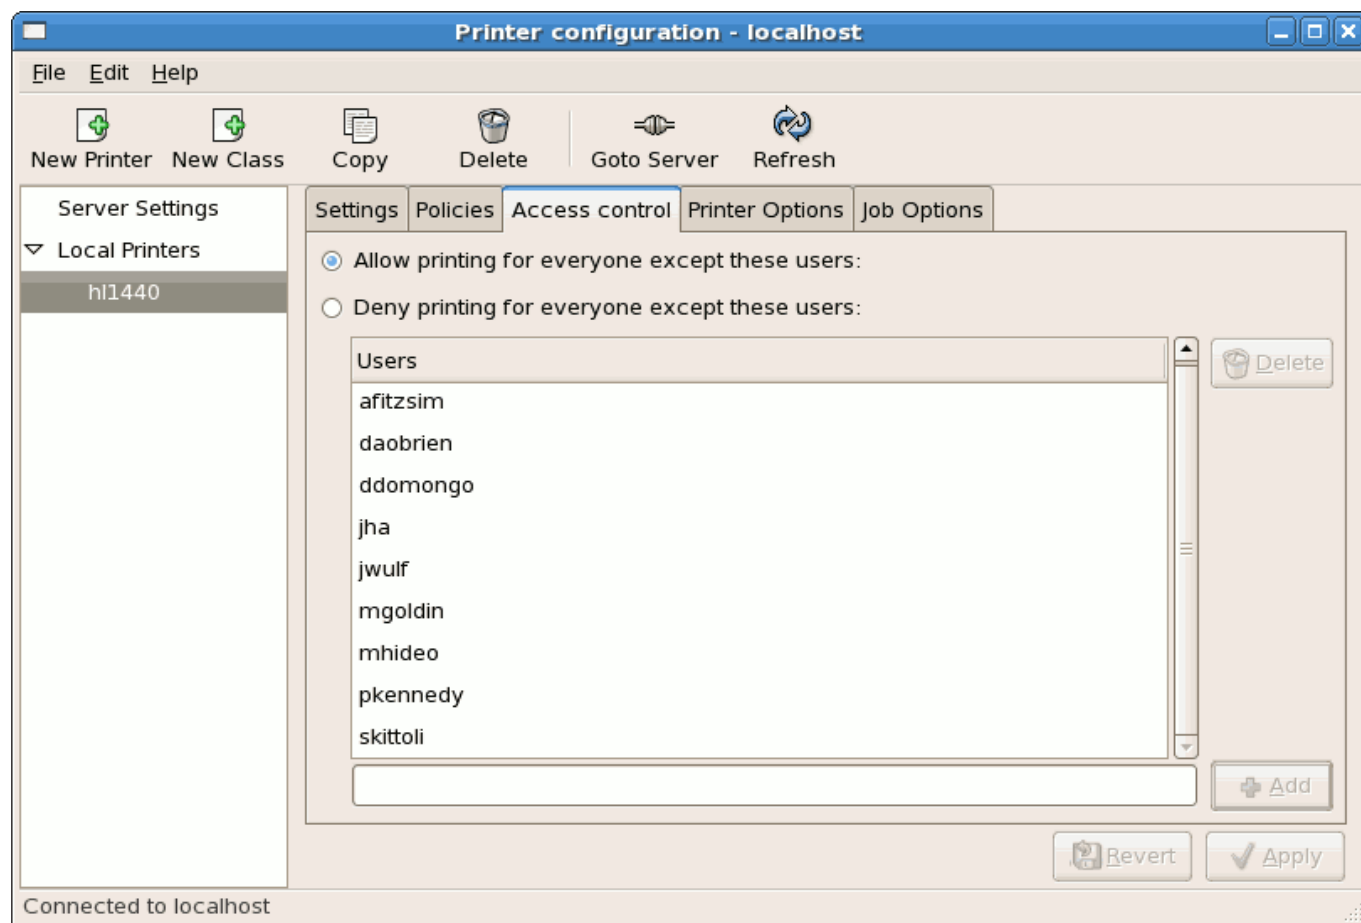 Printer configuration - localhost
File Edit Help
New Printer New Class Copy Delete Goto Server Refresh
Server Settings
Local Printers
hl1440
Settings Policies Access control Printer Options Job Options
Allow printing for everyone except these users:
Deny printing for everyone except these users:
Users
Delete
afitzsim
daobrien
ddomongo
jha
jwulf
mgoldin
mhideo
pkennedy
skittoli
Add
Revert Apply
Connected to localhost